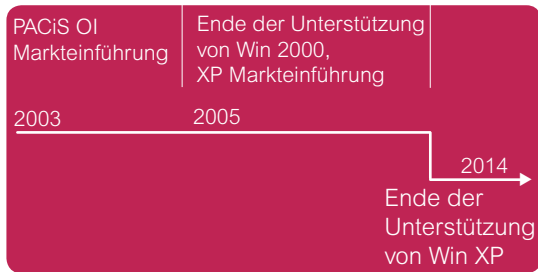 PACiS OI
Markteinführung
Ende der Unterstützung
von Win 2000,
XP Markteinführung
2003
2005
2014
Ende der
Unterstützung
von Win XP